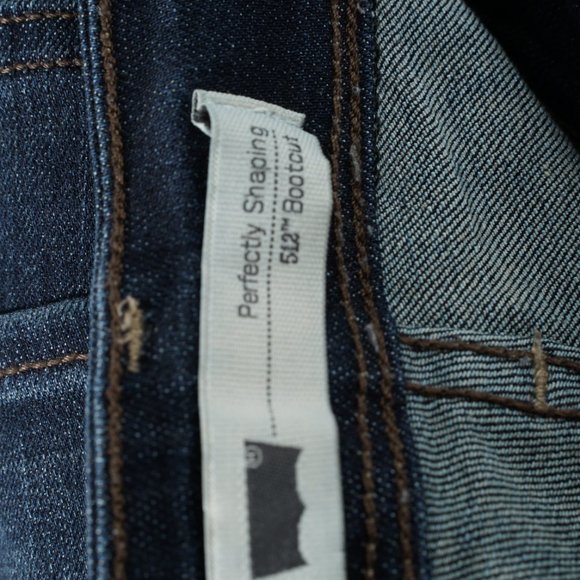 Perfectly Shaping
512™ Bootcut
®